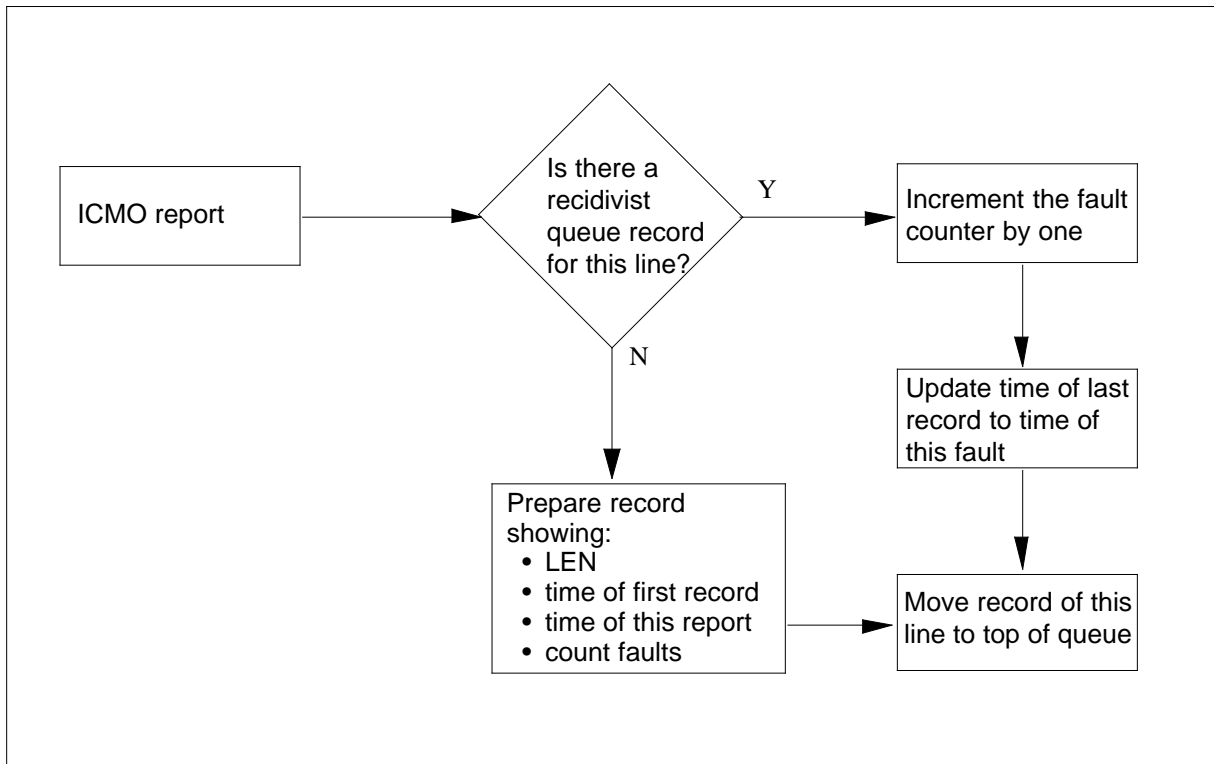 ICMO report
Is there a
recidivist
queue record
for this line?
Y
Increment the fault
counter by one
N
Update time of last
record to time of
this fault
Prepare record
showing:
• LEN
• time of first record
• time of this report
• count faults
Move record of this
line to top of queue